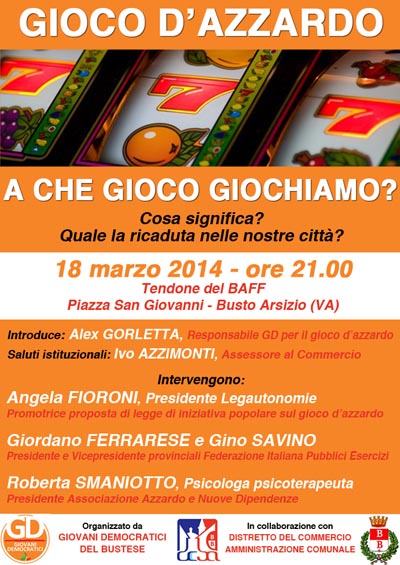 GIOCO D'AZZARDO
A CHE GIOCO GIOCHIAMO?
Cosa significa?
Quale la ricaduta nelle nostre città?
18 marzo 2014 - ore 21.00
Tendone del BAFF
Piazza San Giovanni - Busto Arsizio (VA)
Introduce: Alex GORLETTA, Responsabile GD per il gioco d'azzardo
Saluti istituzionali: Ivo AZZIMONTI, Assessore al Commercio
Intervengono:
Angela FIORONI, Presidente Legautonomie
Promotrice proposta di legge di iniziativa popolare sul gioco d'azzardo
Giordano FERRARESE e Gino SAVINO
Presidente e Vicepresidente provinciali Federazione Italiana Pubblici Esercizi
Roberta SMANIOTTO, Psicologa psicoterapeuta
Presidente Associazione Azzardo e Nuove Dipendenze
GD
GIOVANI
DEMOCRATICI
Organizzato da
GIOVANI DEMOCRATICI
DEL BUSTESE
In collaborazione con
DISTRETTO DEL COMMERCIO
AMMINISTRAZIONE COMUNALE
B
B